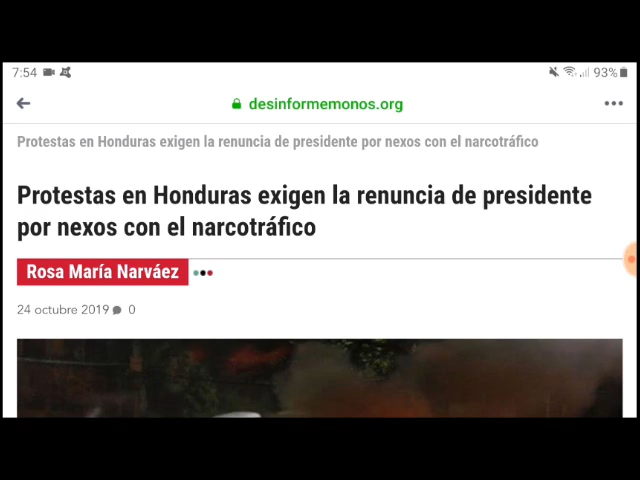 7:54 93%
desinformemonos.org
Protestas en Honduras exigen la renuncia de presidente por nexos con el narcotráfico
Protestas en Honduras exigen la renuncia de presidente
por nexos con el narcotráfico
Rosa María Narváez
24 octubre 2019 0